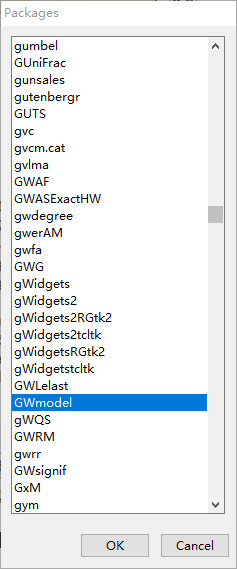 Packages
gumbel
GUniFrac
gunsales
gutenbergr
GUTS
gvc
gvcm.cat
gvlma
GWAF
GWASExactHW
gwdegree
gwerAM
gwfa
GWG
gWidgets
gWidgets2
gWidgets2RGtk2
gWidgets2tcltk
gWidgetsRGtk2
gWidgetstcltk
GWLelast
GWmodel
gWQS
GWRM
gwrr
GWsignif
GxM
gym
OK
Cancel